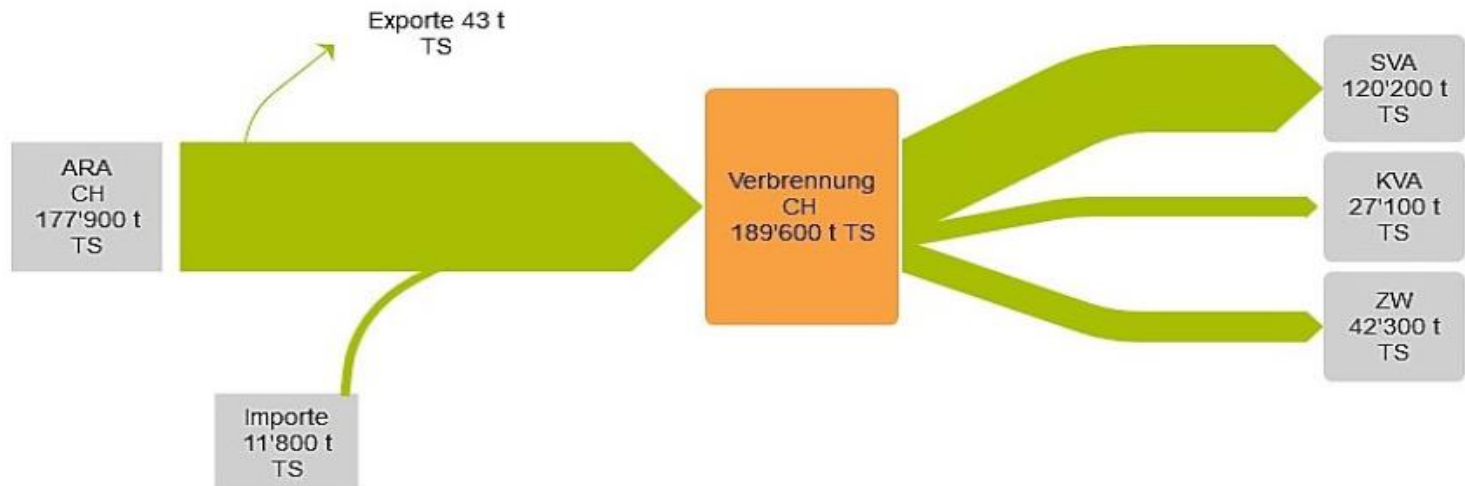 Exporte 43 t
TS
ARA
CH
177'900 t
TS
Importe
11'800 t
TS
Verbrennung
CH
189'600 t TS
SVA
120'200 t
TS
KVA
27'100 t
TS
ZW
42'300 t
TS